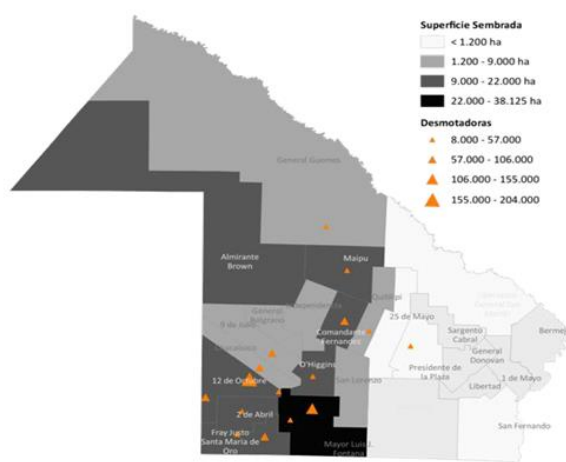 Superficie Sembrada
< 1.200 ha
1.200 - 9.000 ha
9.000 - 22.000 ha
22.000 - 38.125 ha
Desmotadoras
8.000 - 57.000
57.000 - 106.000
106.000 - 155.000
155.000 - 204.000
General Guemes
Almirante
Brown
Maipu
Independencia
Quitilipi
General
Belgrano
9 de Julio
25 de Mayo
Comandante
Fernandez
Sargento
Cabral
Bermejo
Chacabuco
General
Donovan
O'Higgins
Presidente
de la Plaza
12 de Octubre
San Lorenzo
1 de Mayo
Libertad
2 de Abril
San Fernando
Fray Justo
Santa Maria de
Oro
Mayor Luis J.
Fontana